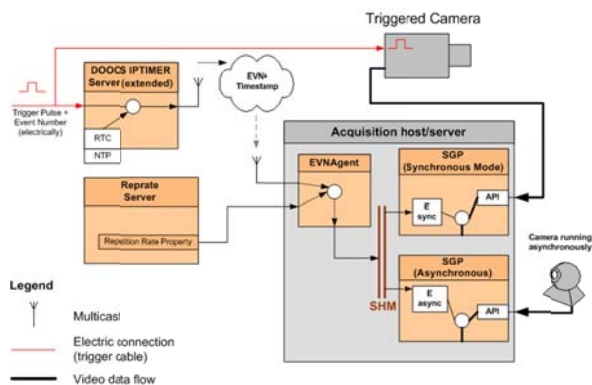 Triggered Camera
DOOCS IPTIMER
Server (extended)
EVN+
Timestamp
Trigger Pulse +
Event Number
(electrically)
RTC
NTP
Acquisition host/server
EVNAgent
SGP
(Synchronous Mode)
API
E
sync
Reprate
Server
Repetition Rate Property
SHM
SGP
(Asynchronous)
API
E
async
Camera running
asynchronously
Legend
Multicast
Electric connection
(trigger cable)
Video data flow